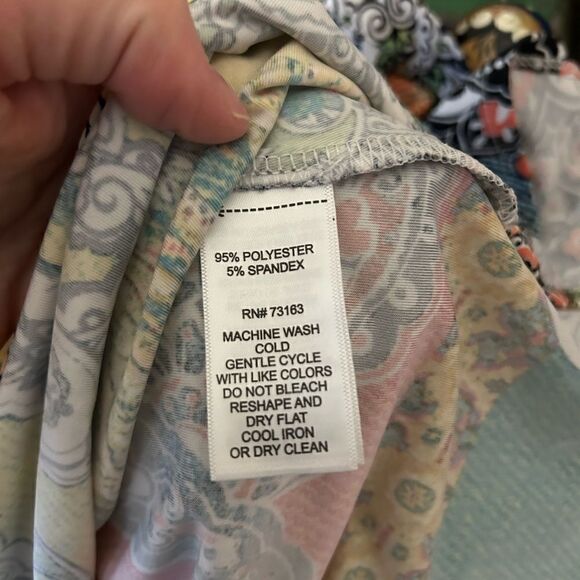 95% POLYESTER
5% SPANDEX
RN# 73163
MACHINE WASH
COLD
GENTLE CYCLE
WITH LIKE COLORS
DO NOT BLEACH
RESHAPE AND
DRY FLAT
COOL IRON
OR DRY CLEAN